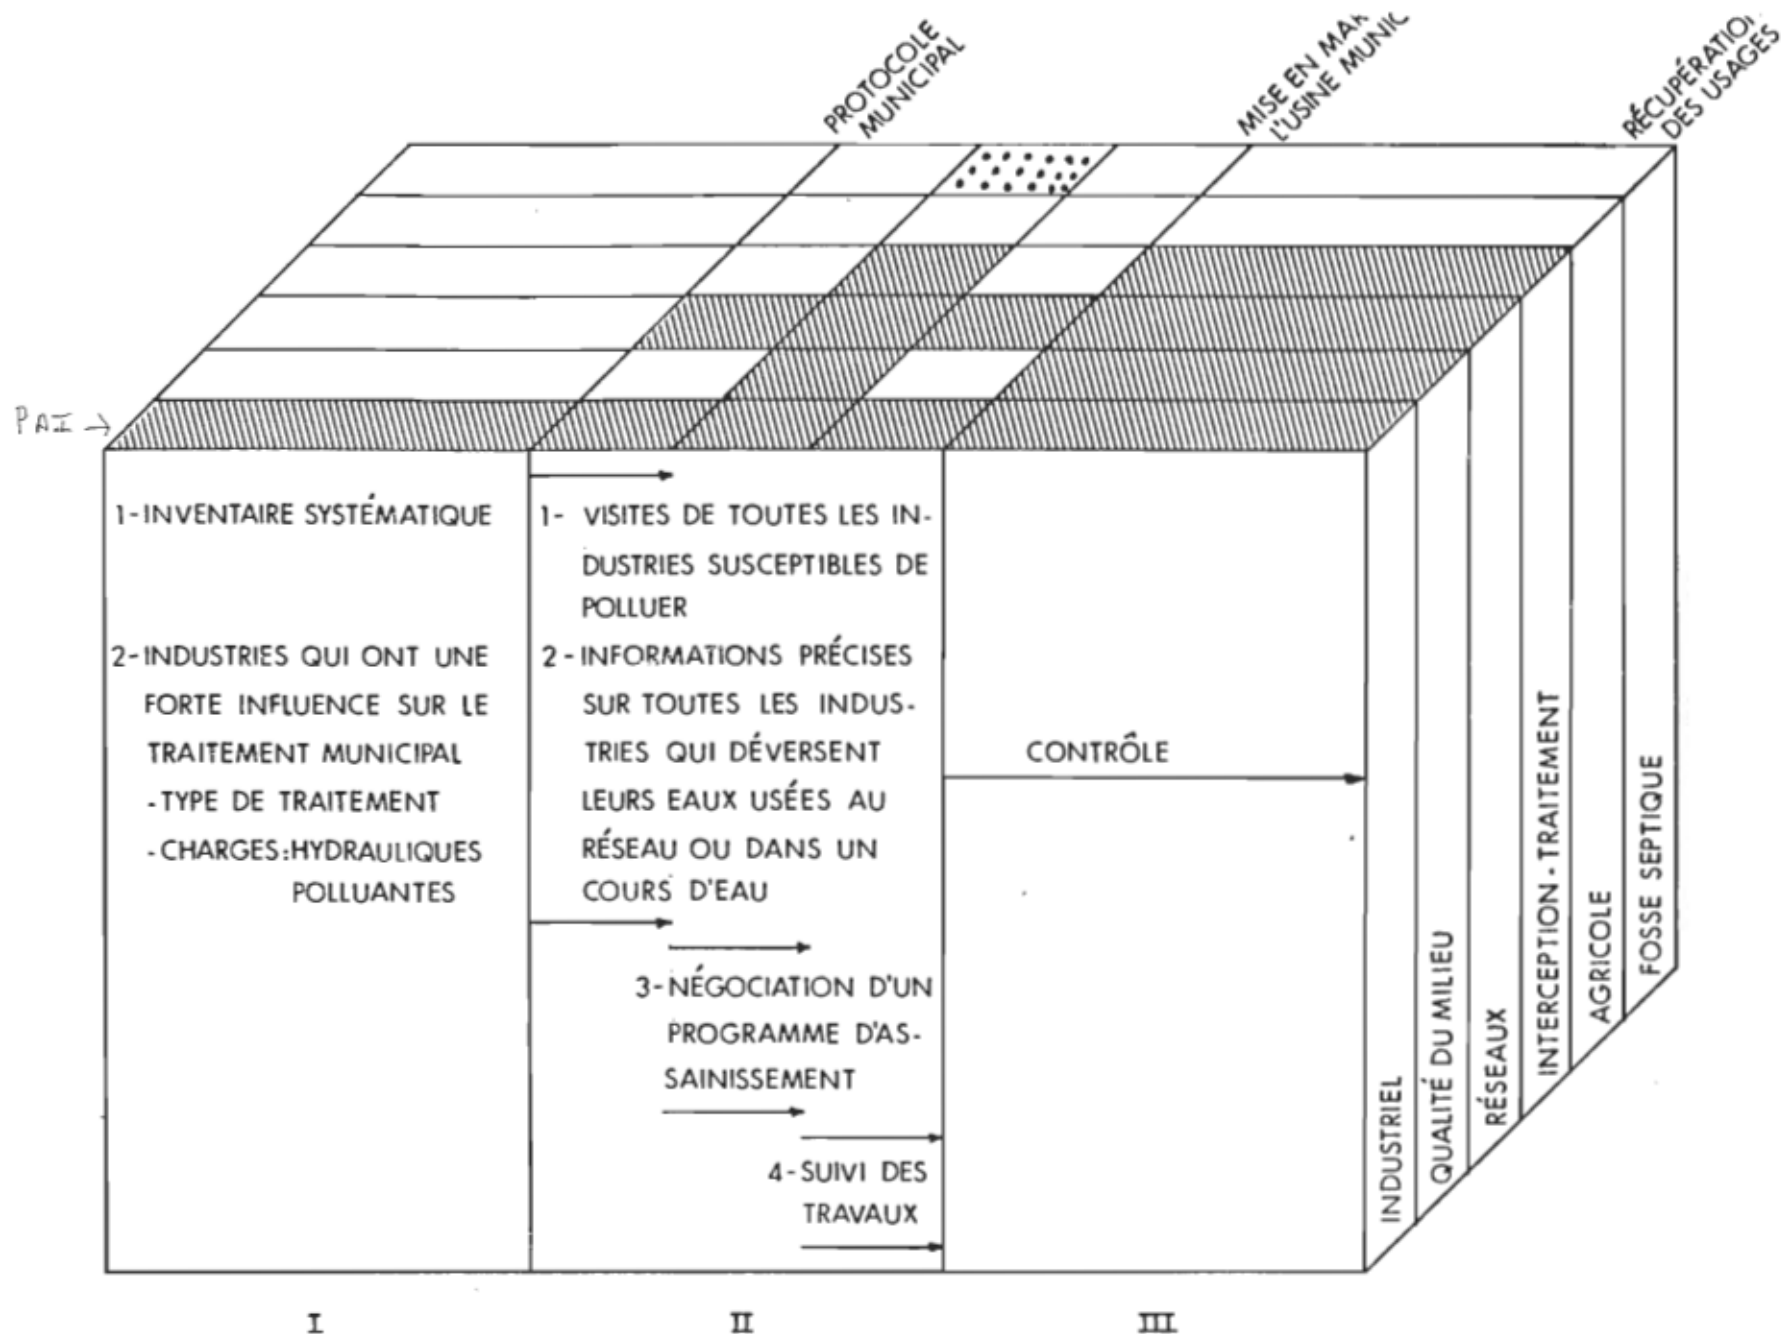 PROTOCOLE
MUNICIPAL
MISE EN
L'USINE
RÉCUPÉRATION
DES USAGES
PAI →
1-INVENTAIRE SYSTÉMATIQUE
2-INDUSTRIES QUI ONT UNE
FORTE INFLUENCE SUR LE
TRAITEMENT MUNICIPAL
-TYPE DE TRAITEMENT
-CHARGES:HYDRAULIQUES
POLLUANTES
1- VISITES DE TOUTES LES IN-
DUSTRIES SUSCEPTIBLES DE
POLLUER
2-INFORMATIONS PRÉCISES
SUR TOUTES LES INDUS-
TRIES QUI DÉVERSENT
LEURS EAUX USÉES AU
RÉSEAU OU DANS UN
COURS D'EAU
3-NÉGOCIATION D'UN
PROGRAMME D'AS-
SAINISSEMENT
4-SUIVI DES
TRAVAUX
CONTRÔLE
INDUSTRIEL
QUALITÉ DU MILIEU
RÉSEAUX
INTERCEPTION-TRAITEMENT
AGRICOLE
FOSSE SEPTIQUE
I
II
III